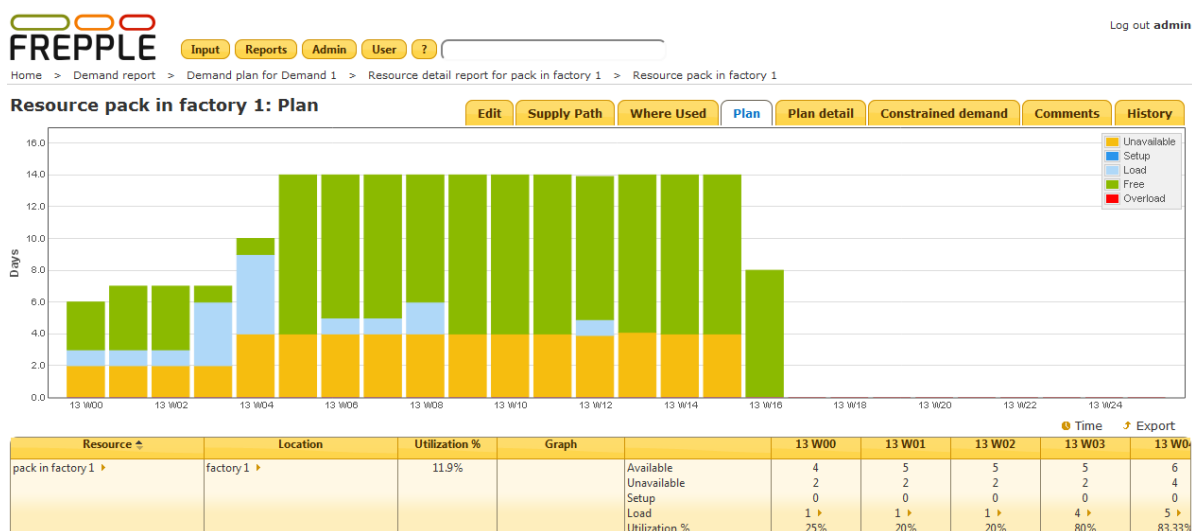 FREPPLE
Log out admin
Input Reports Admin User ?
Home > Demand report > Demand plan for Demand 1 > Resource detail report for pack in factory 1 > Resource pack in factory 1
Resource pack in factory 1: Plan
Edit Supply Path Where Used Plan Plan detail Constrained demand Comments History
16.0
14.0
12.0
10.0
8.0
6.0
4.0
2.0
0.0
Days
Unavailable
Setup
Load
Free
Overload
13 W00 13 W02 13 W04 13 W06 13 W08 13 W10 13 W12 13 W14 13 W16 13 W18 13 W20 13 W22 13 W24
Time Export
Resource Location Utilization % Graph 13 W00 13 W01 13 W02 13 W03 13 W04
pack in factory 1 factory 1 11.9% Available 4 5 5 5 6
Unavailable 2 2 2 2 4
Setup 0 0 0 0 0
Load 1 1 1 4 5
Utilization % 25% 20% 20% 80% 83.33%